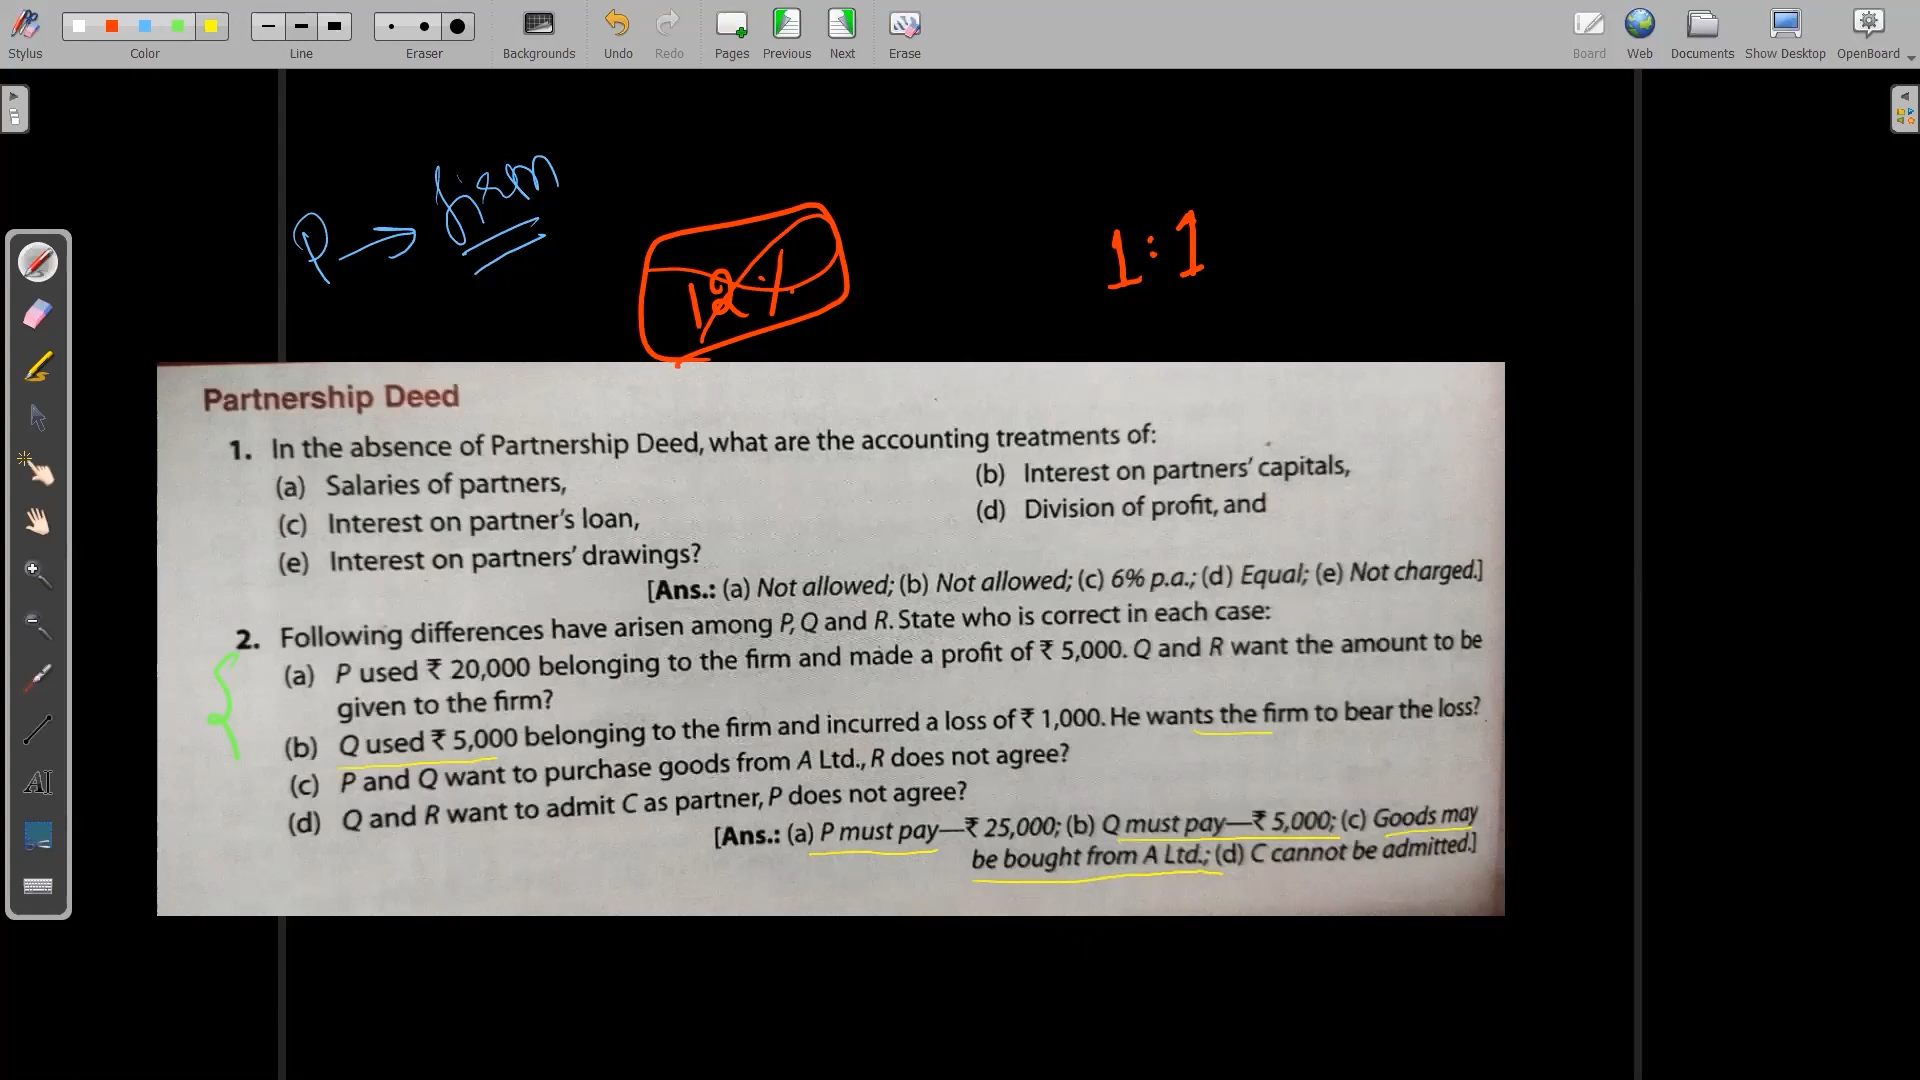 Stylus
Color
Line
Eraser
Backgrounds
Undo
Redo
Pages
Previous
Next
Erase
Board
Web
Documents
Show Desktop
OpenBoard
P → firm
12%
1:1
Partnership Deed
1. In the absence of Partnership Deed, what are the accounting treatments of:
(a) Salaries of partners,
(b) Interest on partners' capitals,
(c) Interest on partner's loan,
(d) Division of profit, and
(e) Interest on partners' drawings?
[Ans.: (a) Not allowed; (b) Not allowed; (c) 6% p.a.; (d) Equal; (e) Not charged.]
2. Following differences have arisen among P, Q and R. State who is correct in each case:
(a) P used ₹ 20,000 belonging to the firm and made a profit of ₹ 5,000. Q and R want the amount to be
given to the firm?
(b) Q used ₹ 5,000 belonging to the firm and incurred a loss of ₹ 1,000. He wants the firm to bear the loss?
(c) P and Q want to purchase goods from A Ltd., R does not agree?
(d) Q and R want to admit C as partner, P does not agree?
[Ans.: (a) P must pay—₹ 25,000; (b) Q must pay—₹ 5,000; (c) Goods may
be bought from A Ltd.; (d) C cannot be admitted.]
AI